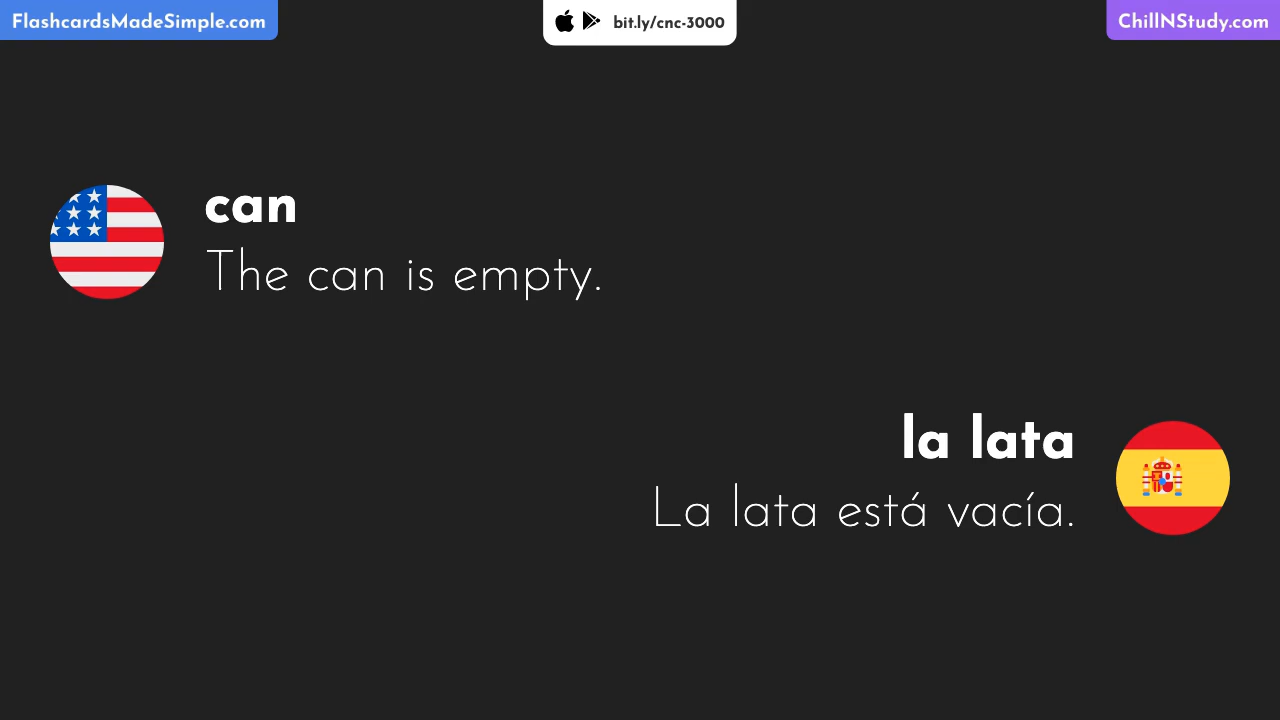 FlashcardsMadeSimple.com
bit.ly/cnc-3000
ChillNStudy.com
can
The can is empty.
la lata
La lata está vacía.